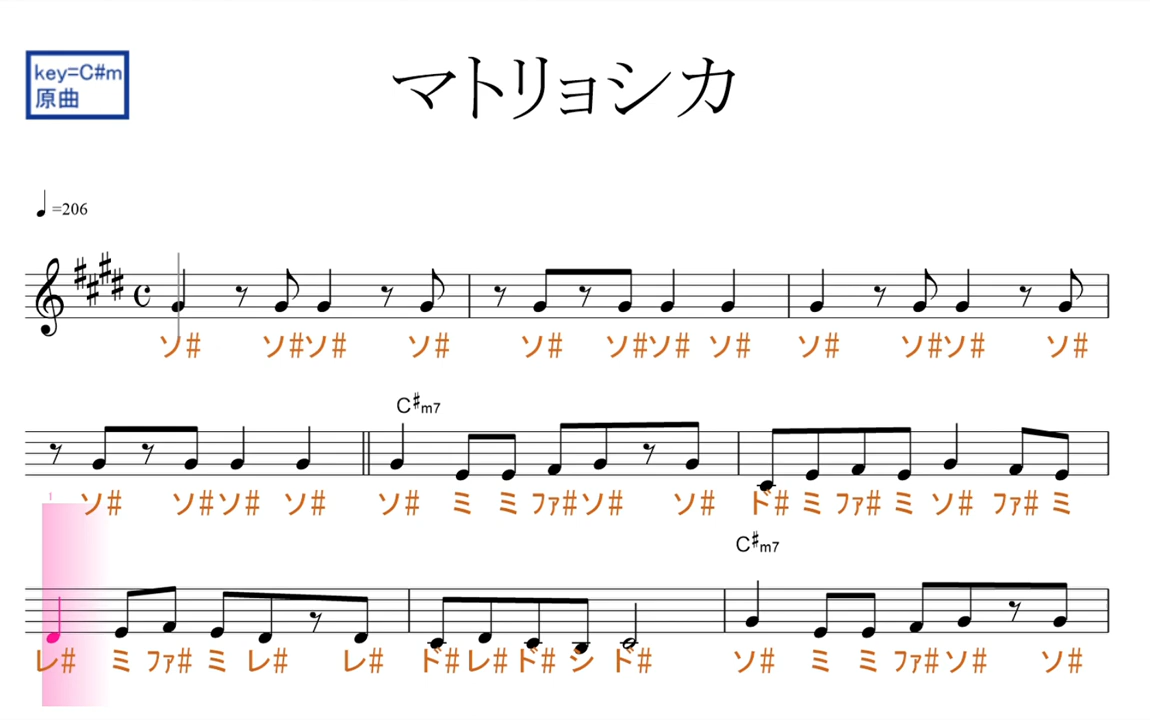 key=C#m
原曲
マトリョシカ
=206
ソ# ソ#ソ# ソ# ソ# ソ#ソ# ソ# ソ# ソ#ソ# ソ#
C#m7
ソ# ソ#ソ# ソ# ソ# ミ ミ ファ#ソ# ソ# ド# ミ ファ# ミ ソ# ファ# ミ
1
C#m7
レ# ミ ファ# ミ レ# レ# ド#レ#ド# シ ド# ソ# ミ ミ ファ#ソ# ソ#